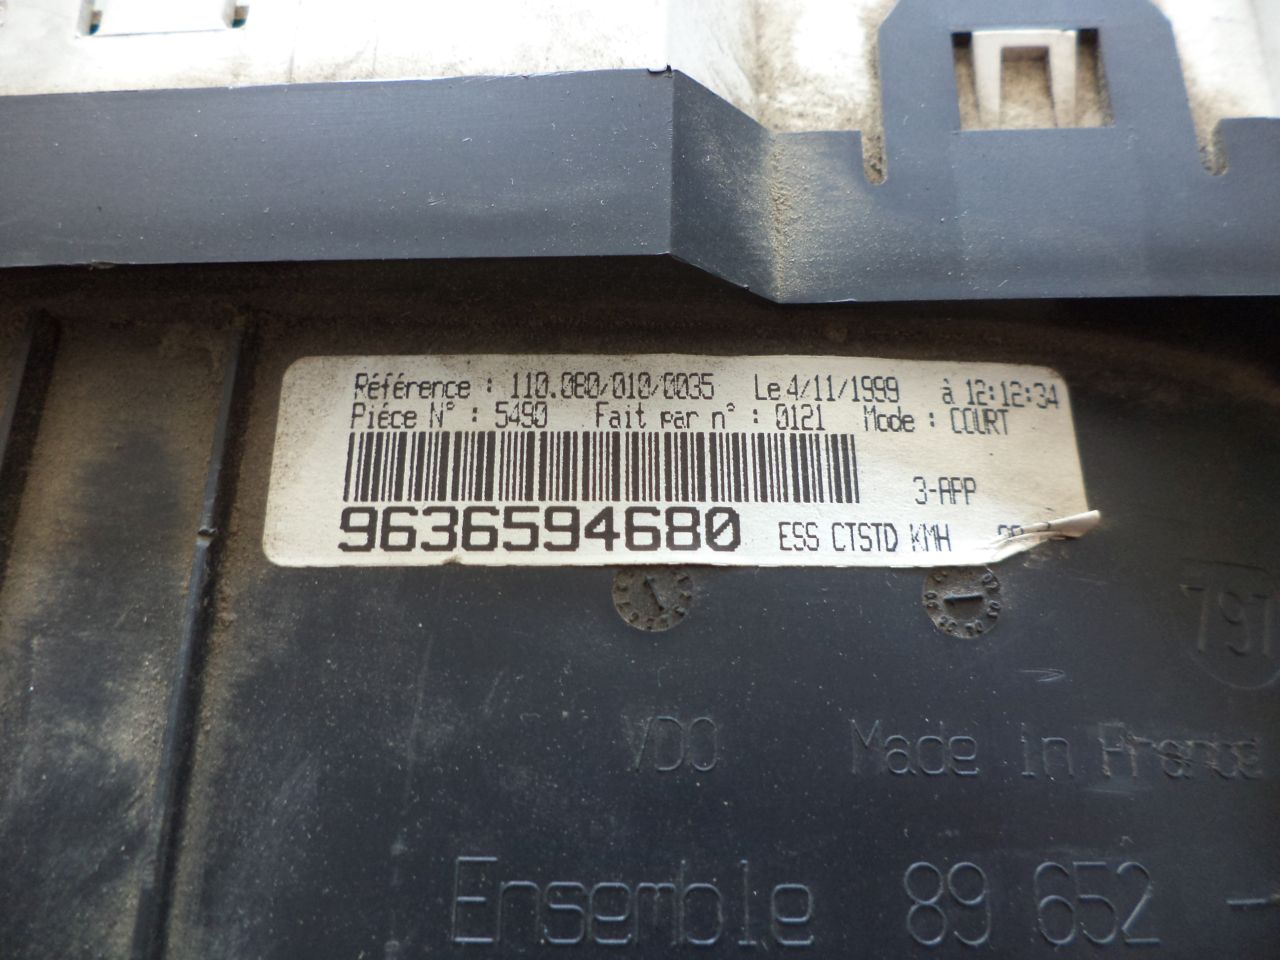 Référence : 110.080/010/0035 Le 4/11/1999 à 12:12:34
Piéce N° : 5490 Fait par n° : 0121 Mode : COURT
3-APP
9636594680 ESS CTSTD KMH
797
VDO Made in France
Ensemble 89 652 -